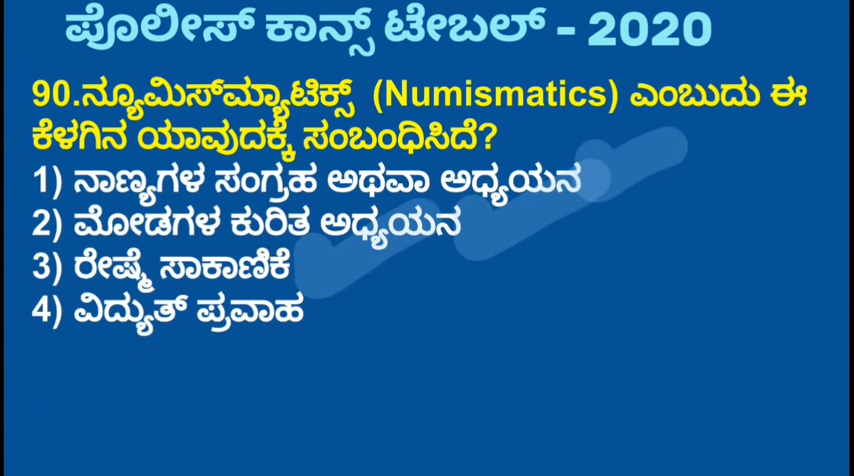 ಪೊಲೀಸ್ ಕಾನ್ಸ್ ಟೇಬಲ್ - 2020
90.ನ್ಯೂಮಿಸ್‌ಮ್ಯಾಟಿಕ್ಸ್ (Numismatics) ಎಂಬುದು ಈ
ಕೆಳಗಿನ ಯಾವುದಕ್ಕೆ ಸಂಬಂಧಿಸಿದೆ?
1) ನಾಣ್ಯಗಳ ಸಂಗ್ರಹ ಅಥವಾ ಅಧ್ಯಯನ
2) ಮೋಡಗಳ ಕುರಿತ ಅಧ್ಯಯನ
3) ರೇಷ್ಮೆ ಸಾಕಾಣಿಕೆ
4) ವಿದ್ಯುತ್ ಪ್ರವಾಹ